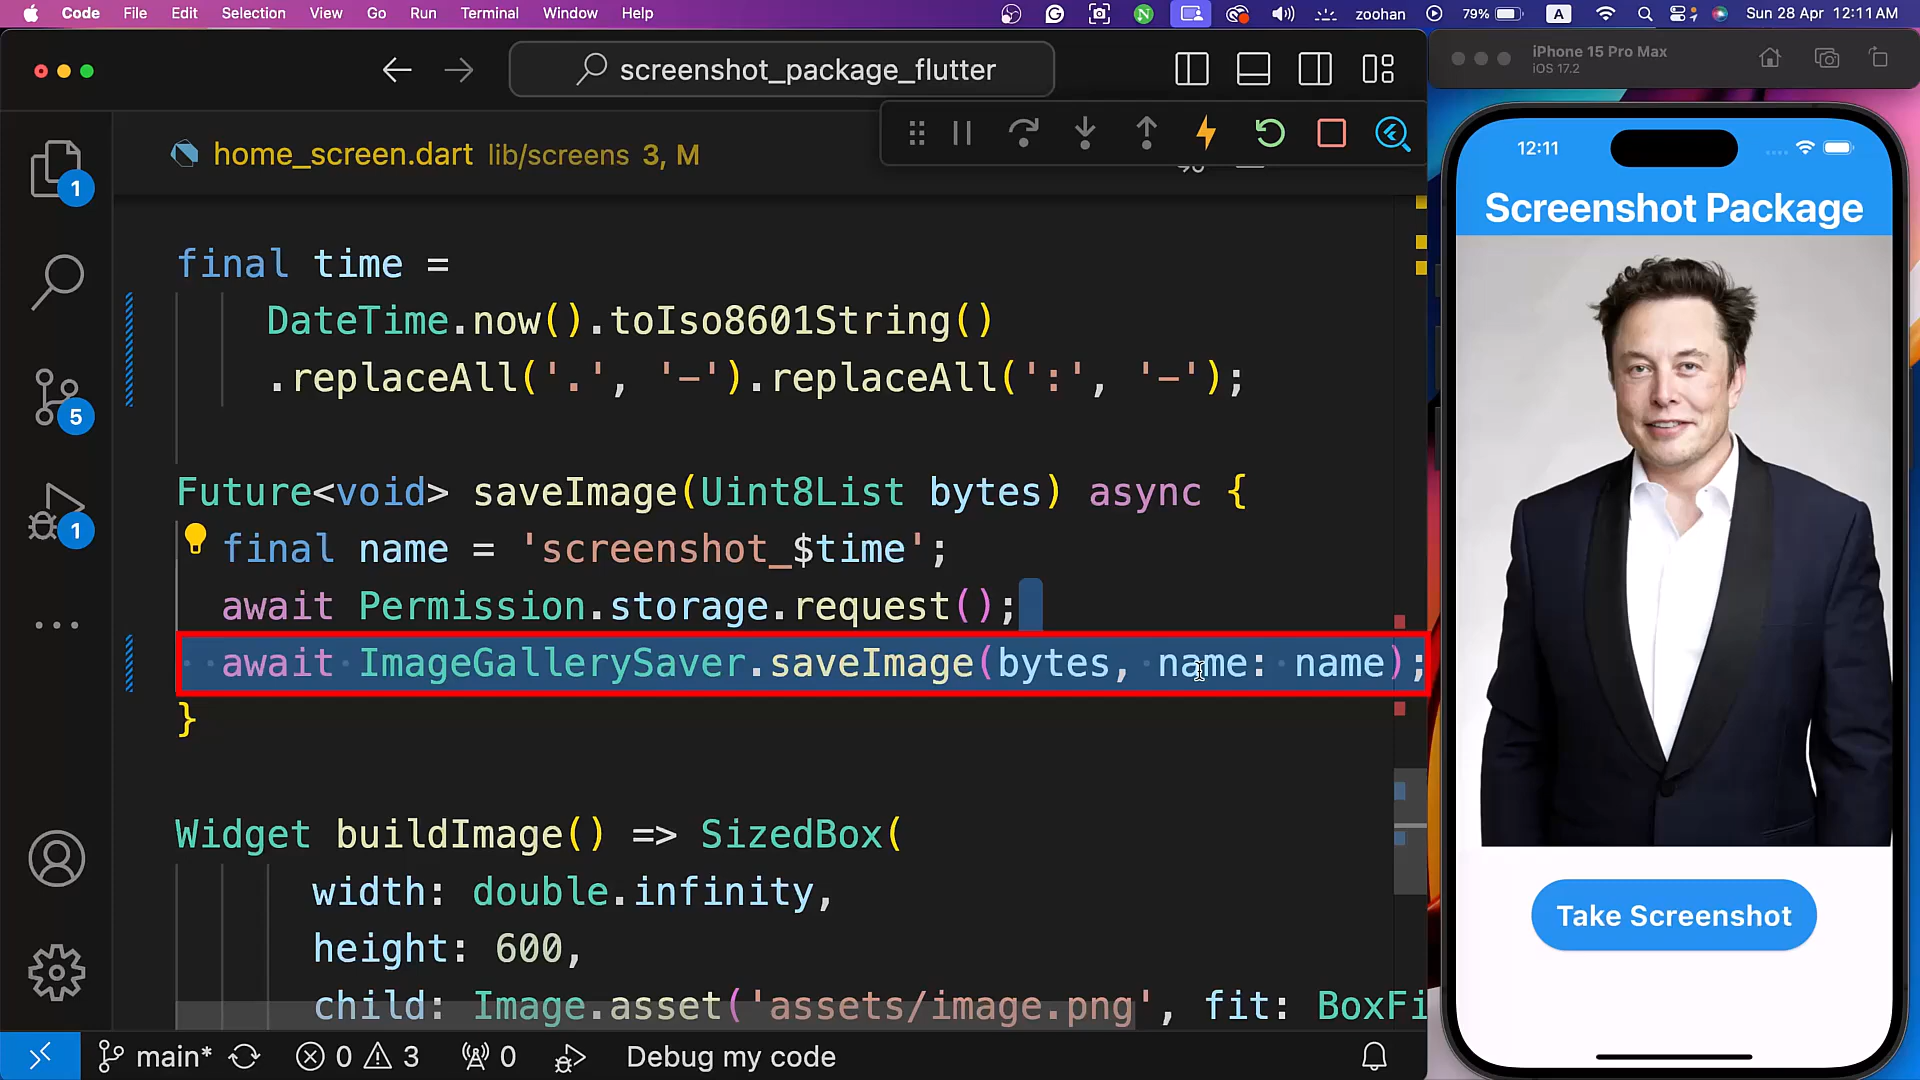 Code File Edit Selection View Go Run Terminal Window Help zoohan 79% A Sun 28 Apr 12:11 AM
screenshot_package_flutter
home_screen.dart lib/screens 3, M
final time =
DateTime.now().toIso8601String()
.replaceAll('.', '-').replaceAll(':', '-');
Future<void> saveImage(Uint8List bytes) async {
final name = 'screenshot_$time';
await Permission.storage.request();
await ImageGallerySaver.saveImage(bytes, name: name);
}
Widget buildImage() => SizedBox(
width: double.infinity,
height: 600,
child: Image.asset('assets/image.png', fit: BoxFi
1
5
1
main* 0 3 0 Debug my code
iPhone 15 Pro Max
iOS 17.2
12:11
Screenshot Package
Take Screenshot